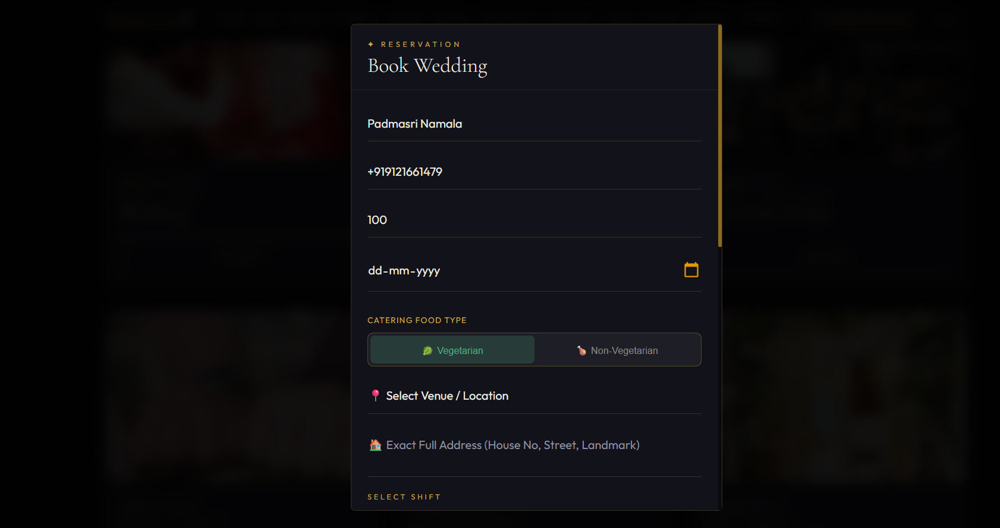 ✦ RESERVATION
Book Wedding
Padmasri Namala
+919121661479
100
dd-mm-yyyy
CATERING FOOD TYPE
🥦 Vegetarian 🍗 Non-Vegetarian
📍 Select Venue / Location
🏠 Exact Full Address (House No, Street, Landmark)
SELECT SHIFT